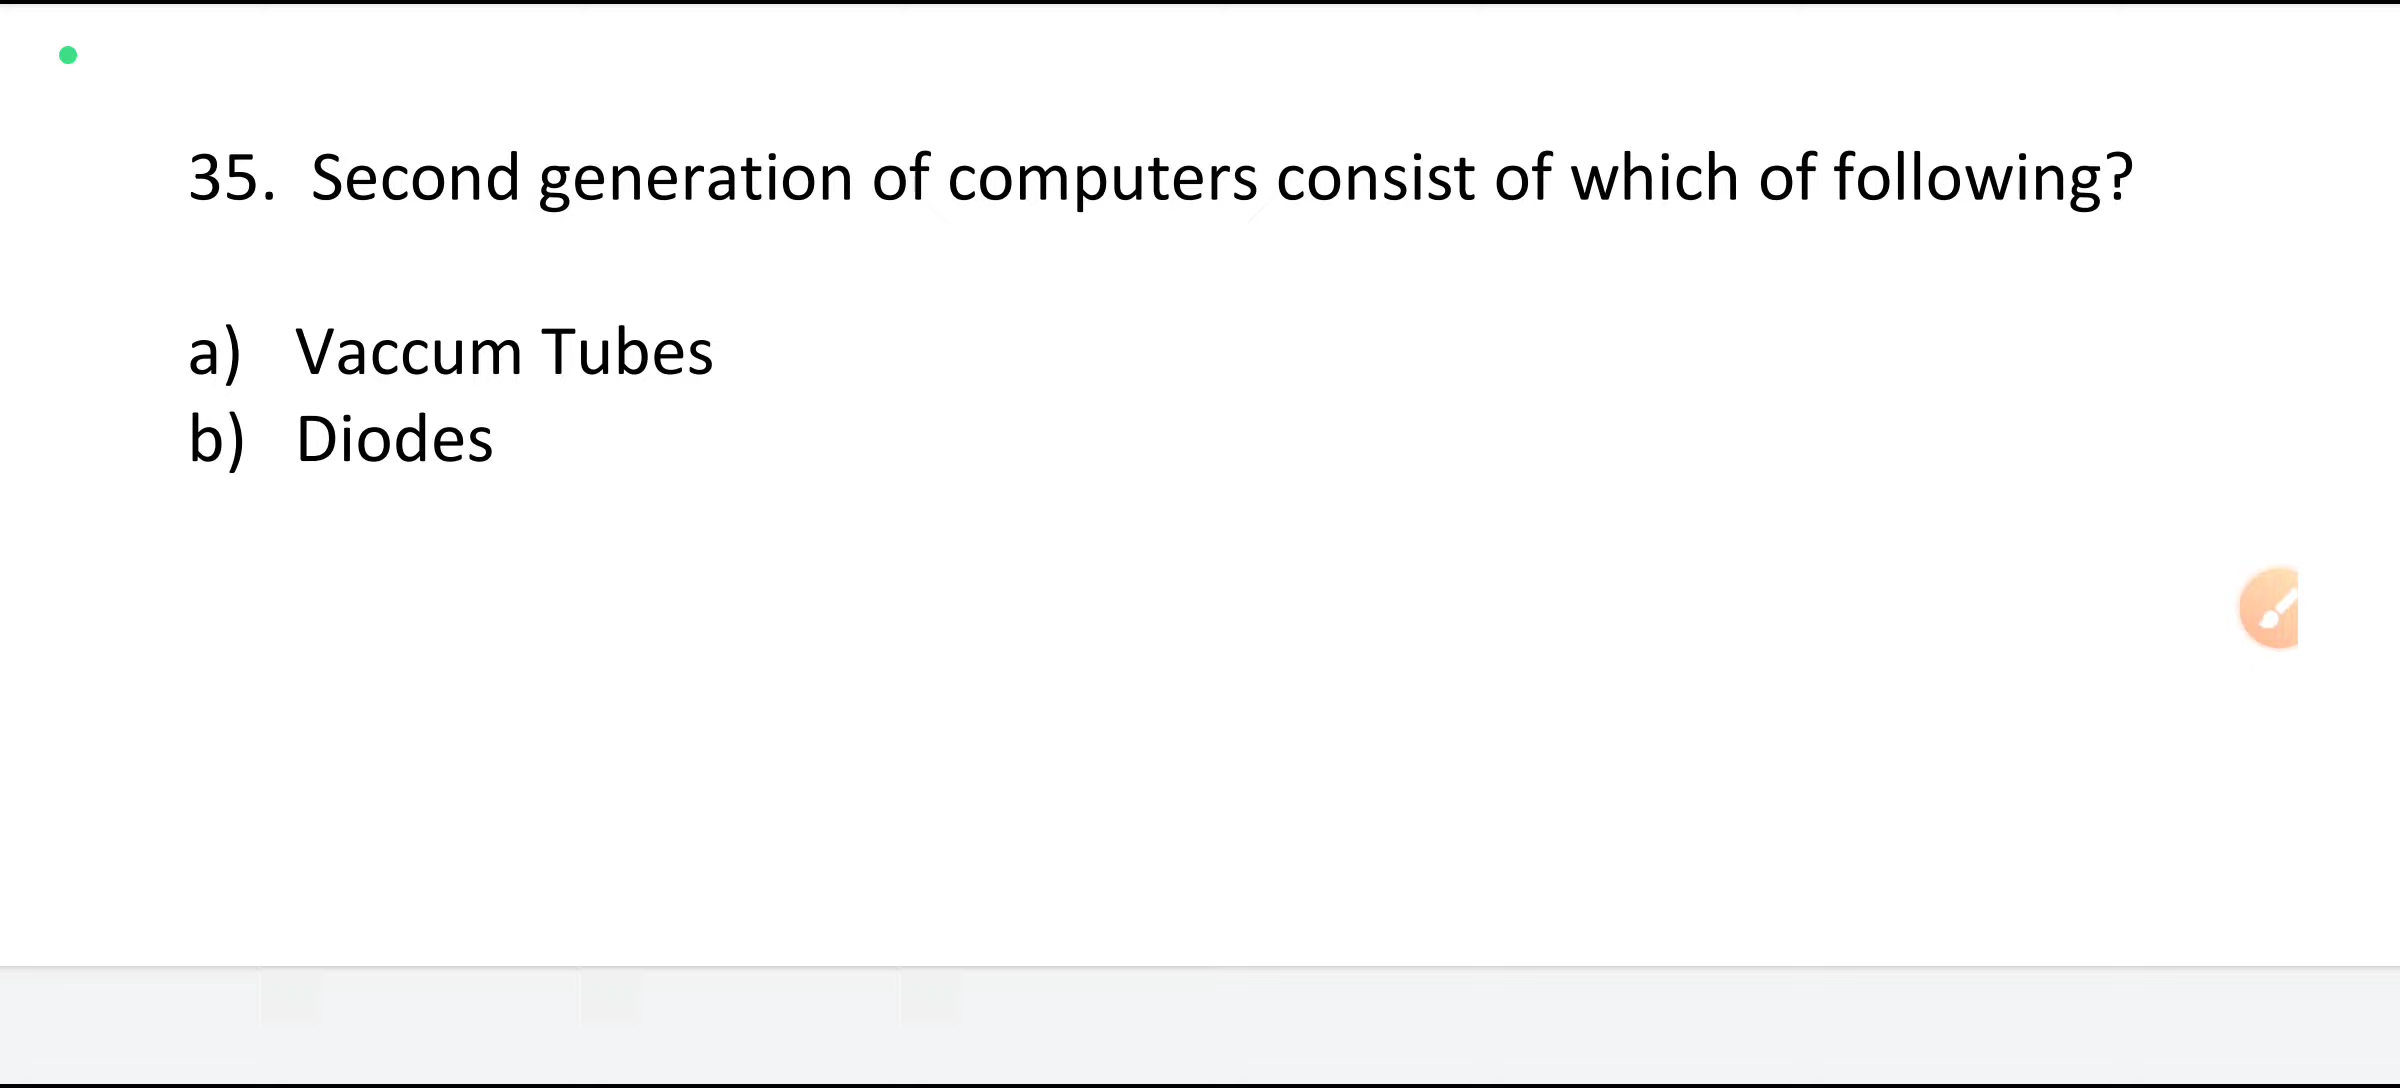 35. Second generation of computers consist of which of following?
a) Vaccum Tubes
b) Diodes